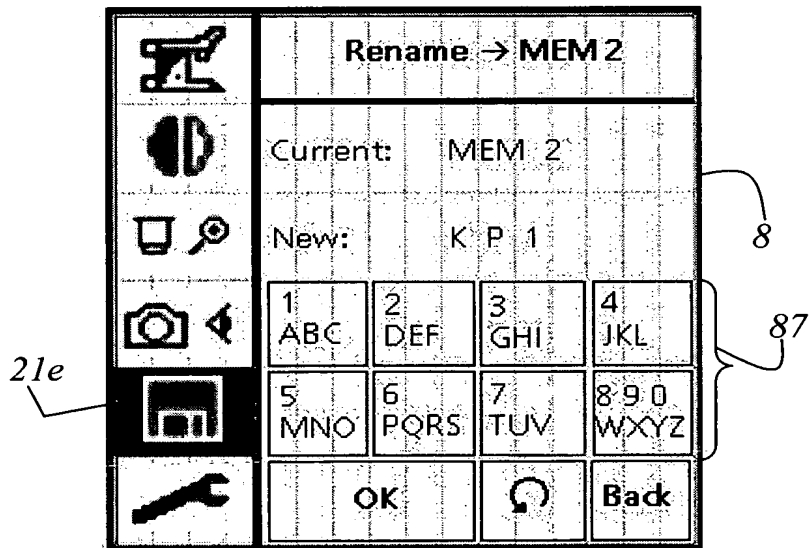 Rename → MEM 2
Current: MEM 2
8
New: K P 1
1 2 3 4
ABC DEF GHI JKL
87
21e
5 6 7 8 9 0
MNO PQRS TUV WXYZ
OK Back